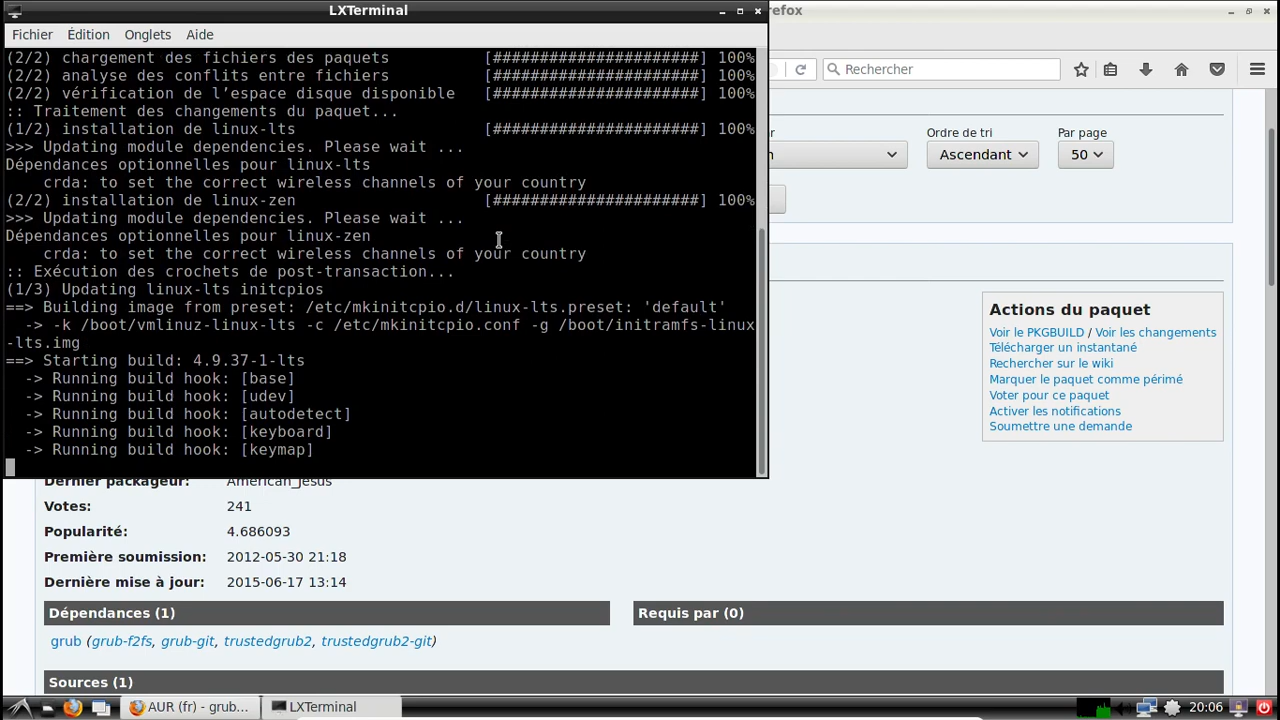 LXTerminal
Fichier Édition Onglets Aide
(2/2) chargement des fichiers des paquets [######################] 100%
(2/2) analyse des conflits entre fichiers [######################] 100%
(2/2) vérification de l’espace disque disponible [######################] 100%
:: Traitement des changements du paquet...
(1/2) installation de linux-lts [######################] 100%
>>> Updating module dependencies. Please wait ...
Dépendances optionnelles pour linux-lts
crda: to set the correct wireless channels of your country
(2/2) installation de linux-zen [######################] 100%
>>> Updating module dependencies. Please wait ...
Dépendances optionnelles pour linux-zen
crda: to set the correct wireless channels of your country
:: Exécution des crochets de post-transaction...
(1/3) Updating linux-lts initcpios
==> Building image from preset: /etc/mkinitcpio.d/linux-lts.preset: 'default'
-> -k /boot/vmlinuz-linux-lts -c /etc/mkinitcpio.conf -g /boot/initramfs-linux
-lts.img
==> Starting build: 4.9.37-1-lts
-> Running build hook: [base]
-> Running build hook: [udev]
-> Running build hook: [autodetect]
-> Running build hook: [keyboard]
-> Running build hook: [keymap]
efox
Rechercher
Ordre de tri Par page
Ascendant 50
Actions du paquet
Voir le PKGBUILD / Voir les changements
Télécharger un instantané
Rechercher sur le wiki
Marquer le paquet comme périmé
Voter pour ce paquet
Activer les notifications
Soumettre une demande
Dernier packageur: American_Jesus
Votes: 241
Popularité: 4.686093
Première soumission: 2012-05-30 21:18
Dernière mise à jour: 2015-06-17 13:14
Dépendances (1)
Requis par (0)
grub (grub-f2fs, grub-git, trustedgrub2, trustedgrub2-git)
Sources (1)
AUR (fr) - grub... LXTerminal 20:06